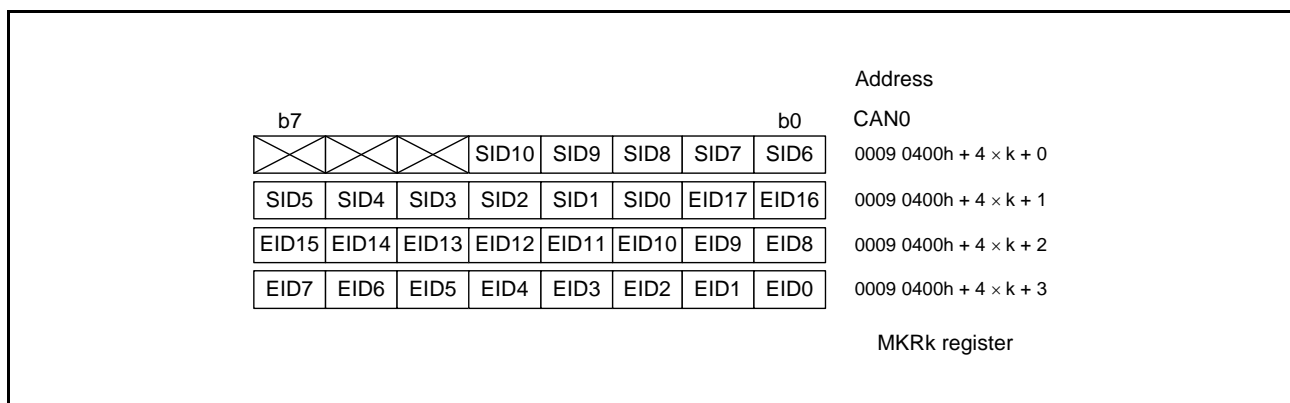 Address
b7 b0 CAN0
SID10 SID9 SID8 SID7 SID6 0009 0400h + 4 × k + 0
SID5 SID4 SID3 SID2 SID1 SID0 EID17 EID16 0009 0400h + 4 × k + 1
EID15 EID14 EID13 EID12 EID11 EID10 EID9 EID8 0009 0400h + 4 × k + 2
EID7 EID6 EID5 EID4 EID3 EID2 EID1 EID0 0009 0400h + 4 × k + 3
MKRk register